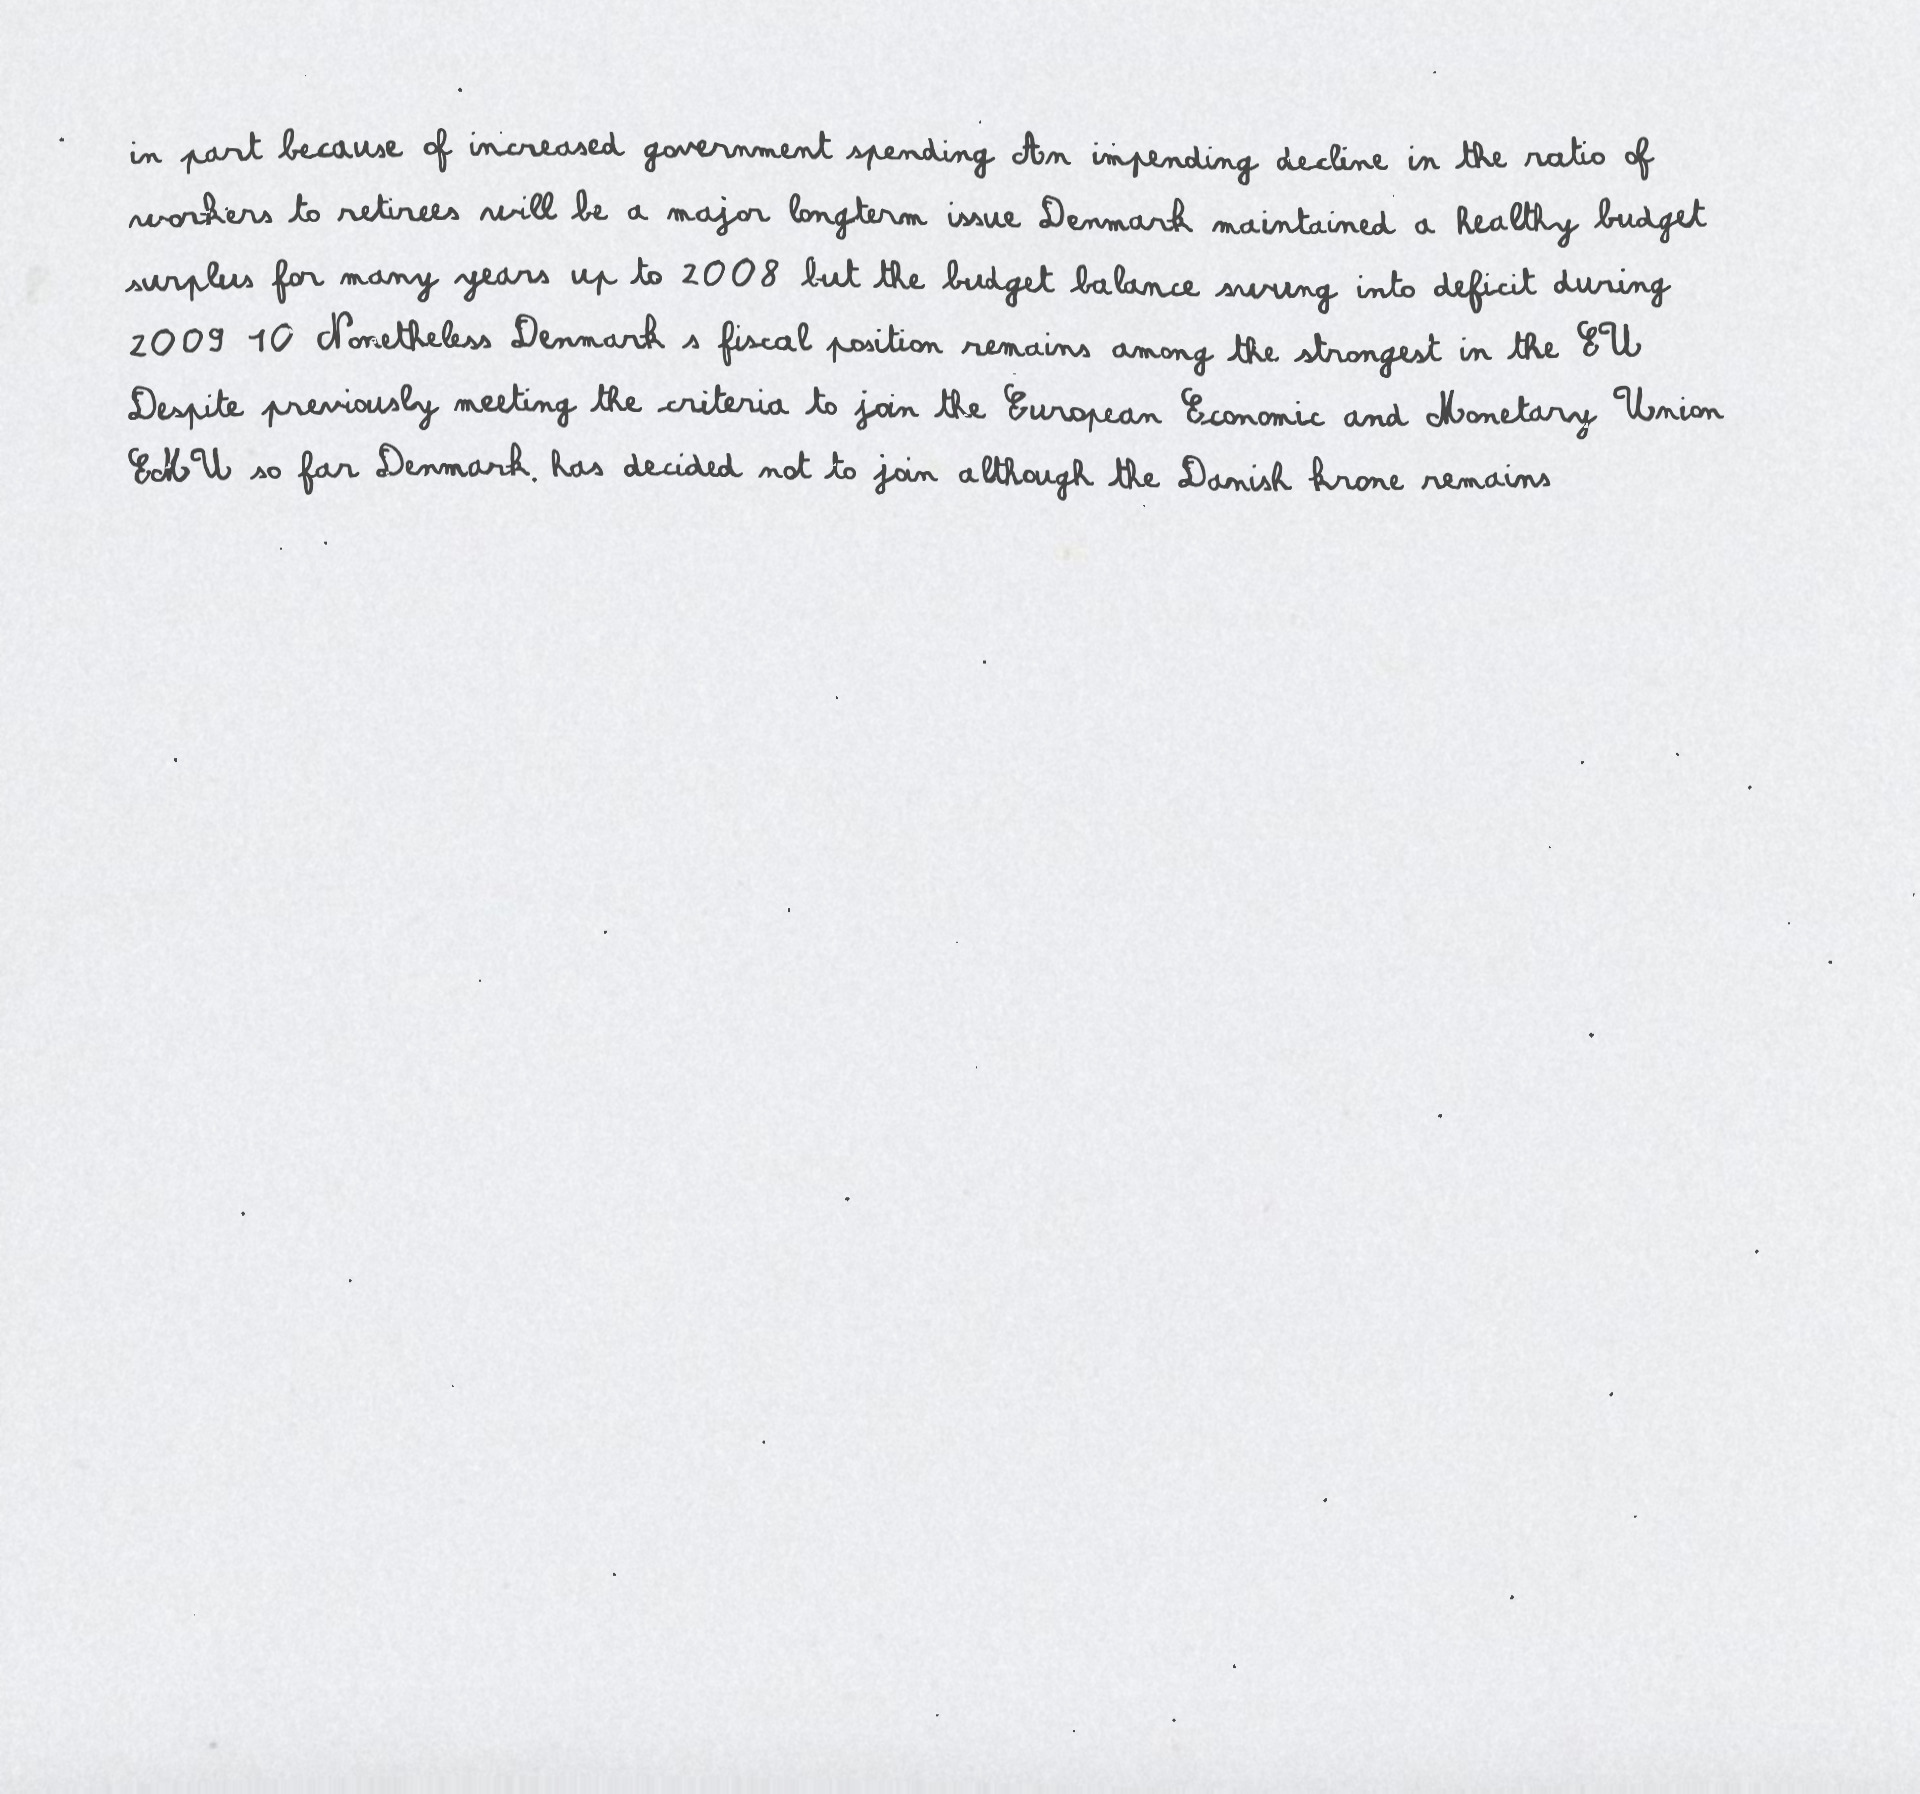 in part because of increased government spending An impending decline in the ratio of
workers to retirees will be a major longterm issue Denmark maintained a healthy budget
surplus for many years up to 2008 but the budget balance swung into deficit during
2009 10 Nonetheless Denmark s fiscal position remains among the strongest in the EU
Despite previously meeting the criteria to join the European Economic and Monetary Union
EMU so far Denmark has decided not to join although the Danish krone remains